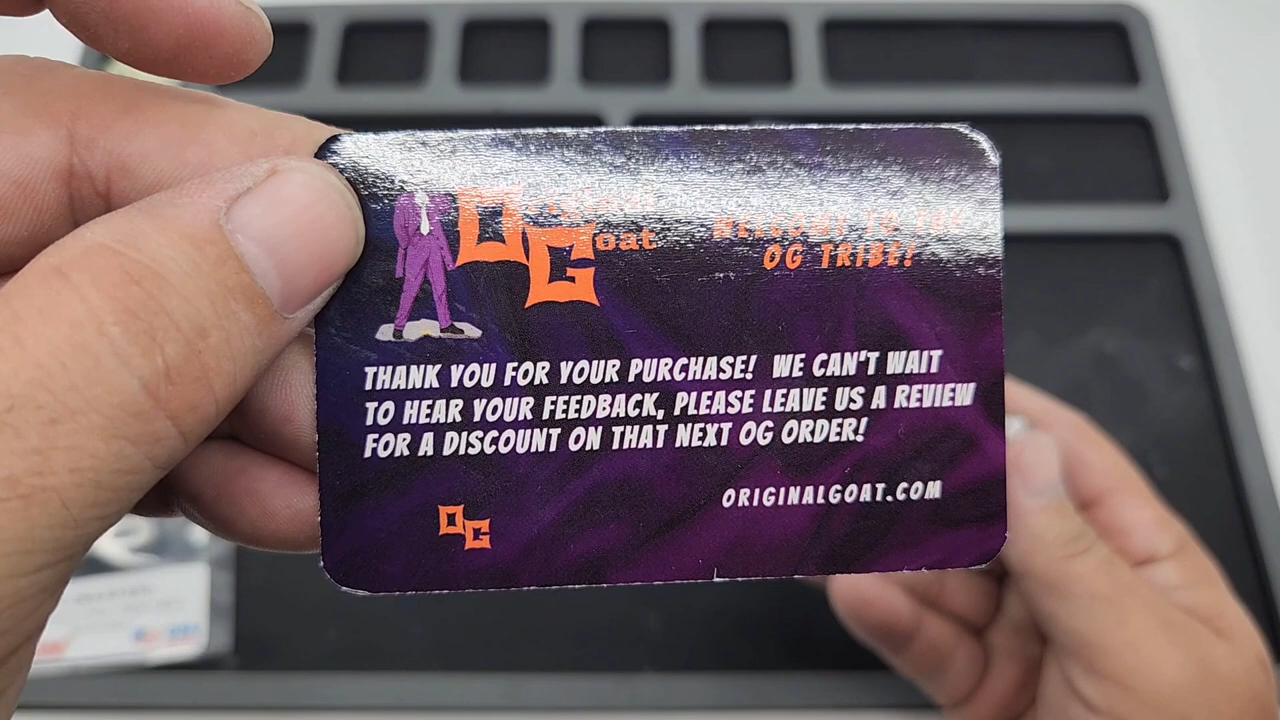 Original
Goat
OG
WELCOME TO THE
OG TRIBE!
THANK YOU FOR YOUR PURCHASE! WE CAN'T WAIT
TO HEAR YOUR FEEDBACK, PLEASE LEAVE US A REVIEW
FOR A DISCOUNT ON THAT NEXT OG ORDER!
ORIGINALGOAT.COM
OG